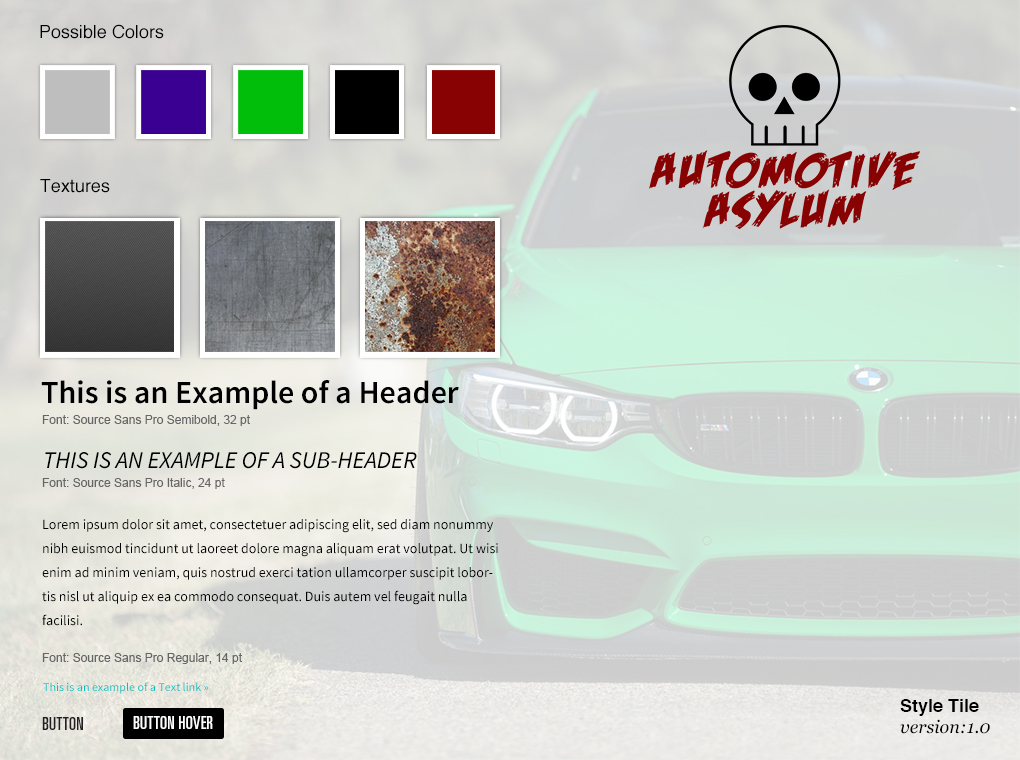 Possible Colors
AUTOMOTIVE
ASYLUM
Textures
This is an Example of a Header
Font: Source Sans Pro Semibold, 32 pt
THIS IS AN EXAMPLE OF A SUB-HEADER
Font: Source Sans Pro Italic, 24 pt
Lorem ipsum dolor sit amet, consectetuer adipiscing elit, sed diam nonummy
nibh euismod tincidunt ut laoreet dolore magna aliquam erat volutpat. Ut wisi
enim ad minim veniam, quis nostrud exerci tation ullamcorper suscipit lobor-
tis nisl ut aliquip ex ea commodo consequat. Duis autem vel feugait nulla
facilisi.
Font: Source Sans Pro Regular, 14 pt
This is an example of a Text link »
BUTTON
BUTTON HOVER
Style Tile
version:1.0